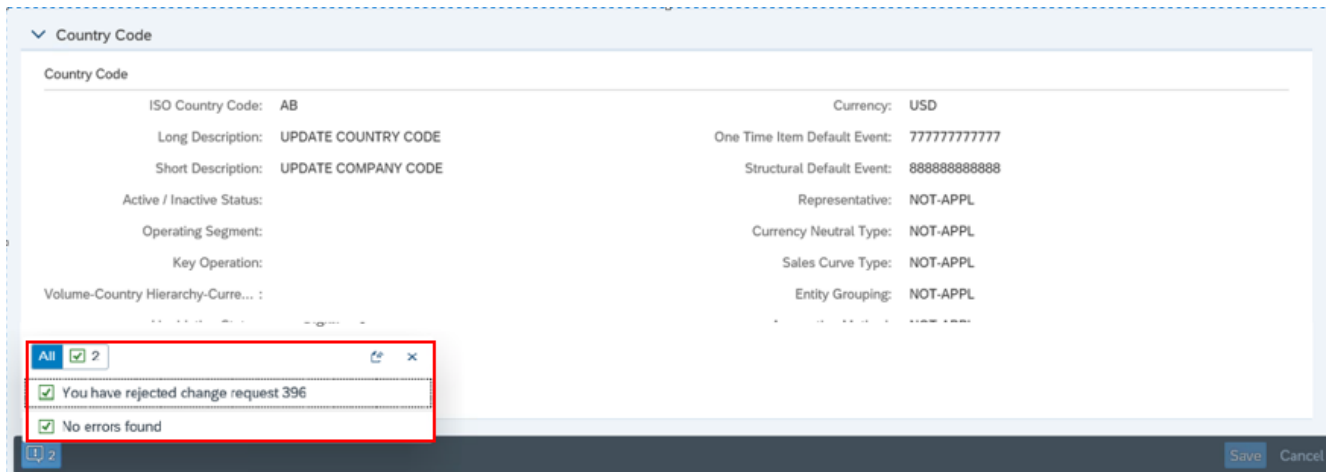 Country Code
Country Code
ISO Country Code: AB
Long Description: UPDATE COUNTRY CODE
Short Description: UPDATE COMPANY CODE
Active / Inactive Status:
Operating Segment:
Key Operation:
Volume-Country Hierarchy-Curre... :
Currency: USD
One Time Item Default Event: 777777777777
Structural Default Event: 888888888888
Representative: NOT-APPL
Currency Neutral Type: NOT-APPL
Sales Curve Type: NOT-APPL
Entity Grouping: NOT-APPL
All 2
You have rejected change request 396
No errors found
2
Save Cancel